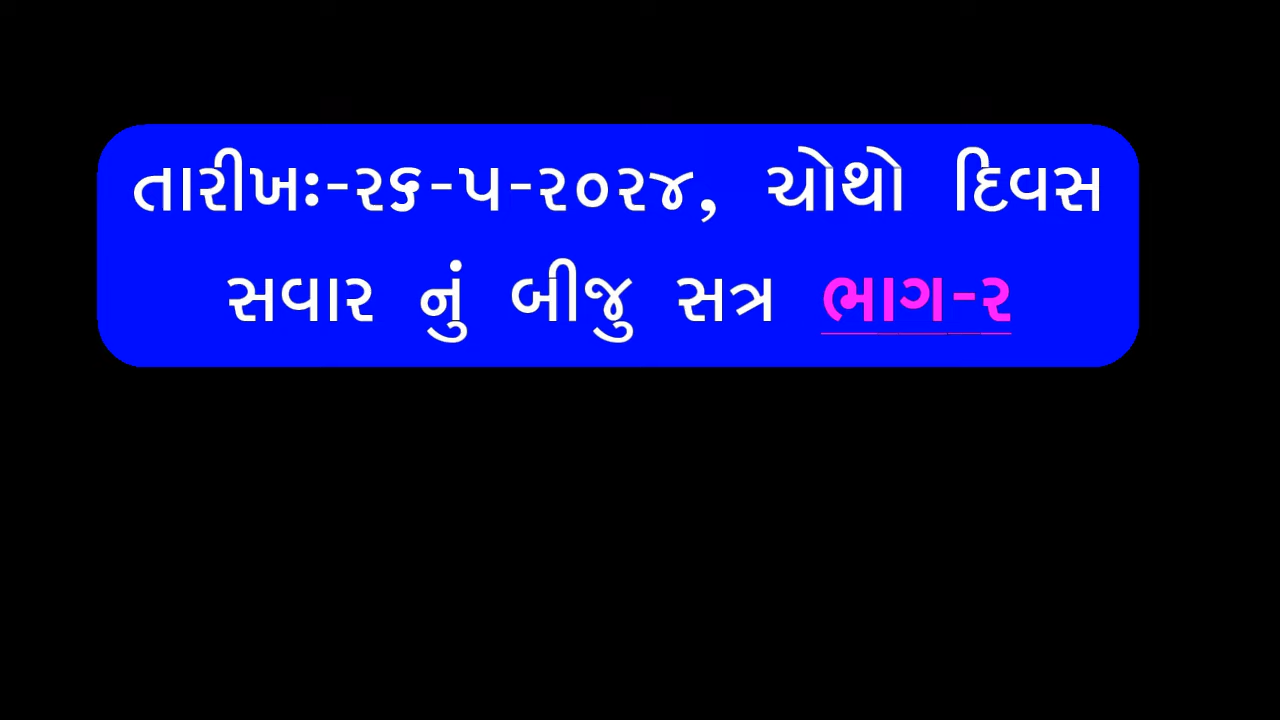 તારીખઃ-૨૬-૫-૨૦૨૪, ચોથો દિવસ
સવાર નું બીજુ સત્ર ભાગ-૨